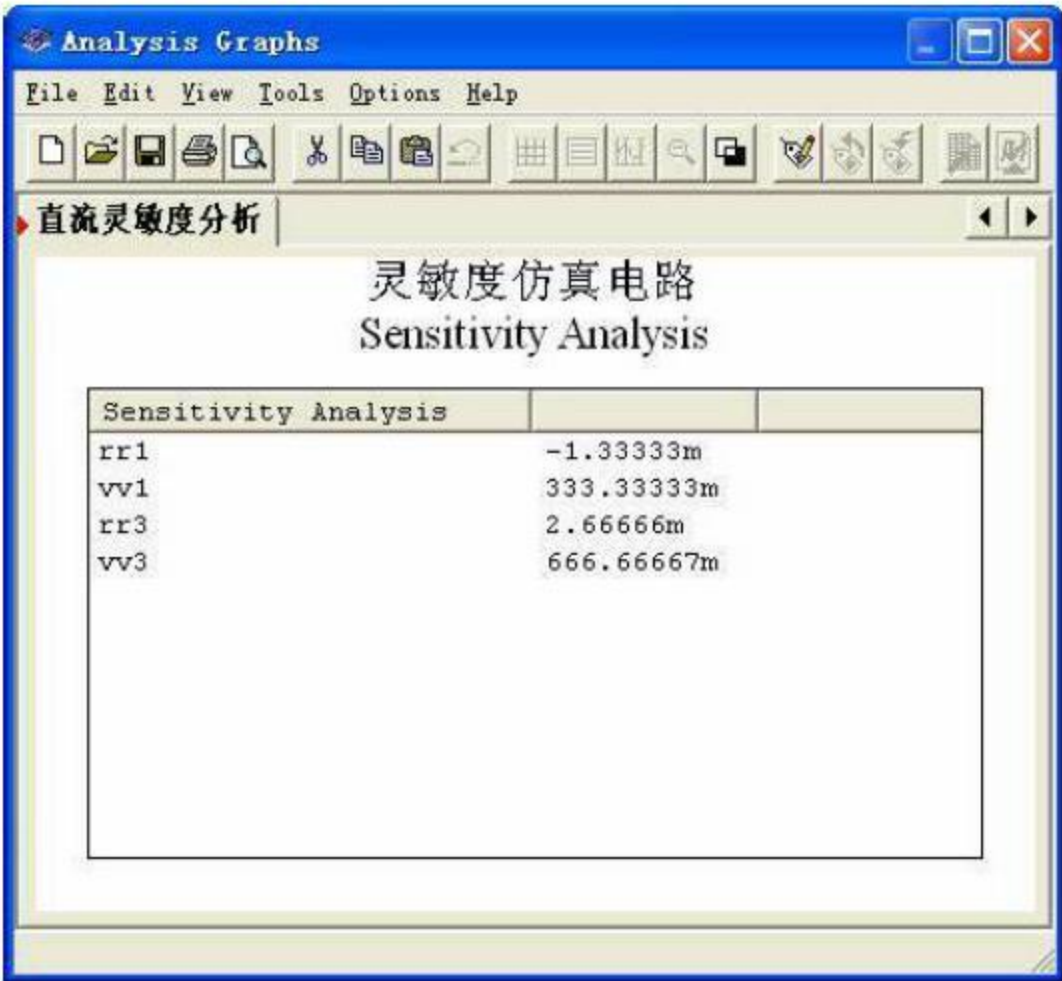 Analysis Graphs
File Edit View Tools Options Help
直流灵敏度分析
灵敏度仿真电路
Sensitivity Analysis
Sensitivity Analysis
rr1 -1.33333m
vv1 333.33333m
rr3 2.66666m
vv3 666.66667m